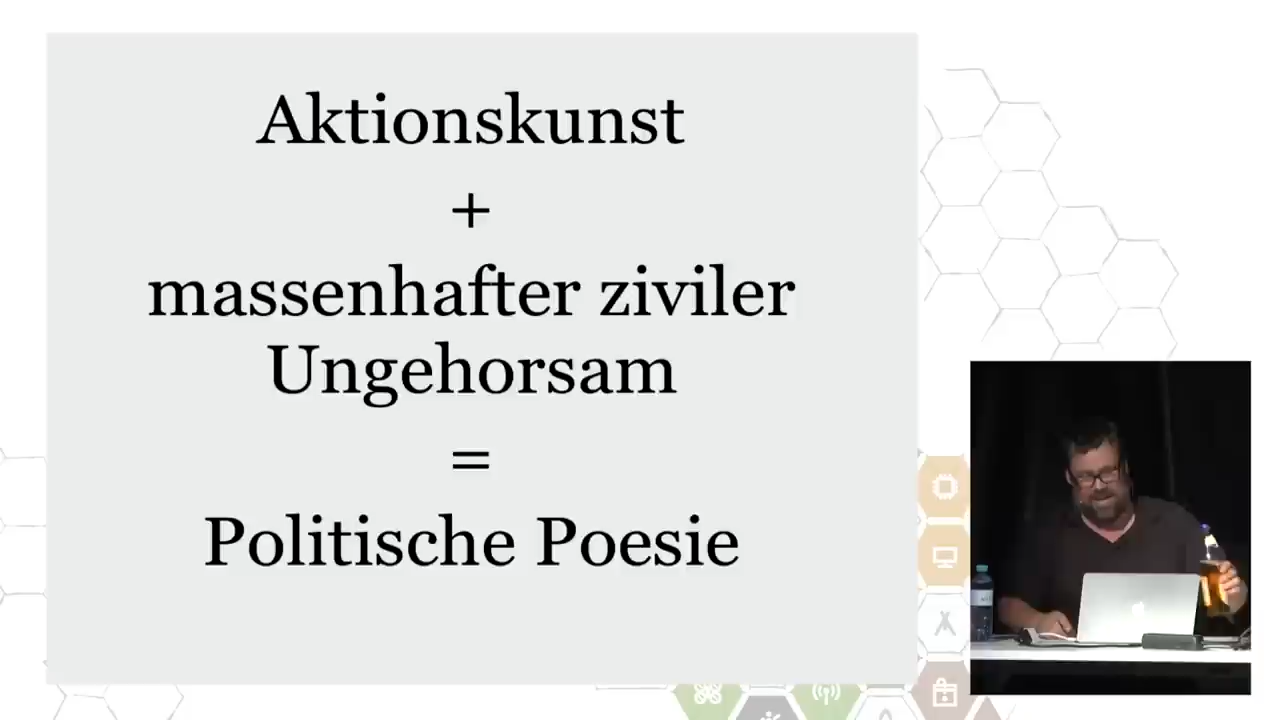 Aktionskunst
+
massenhafter ziviler
Ungehorsam
=
Politische Poesie